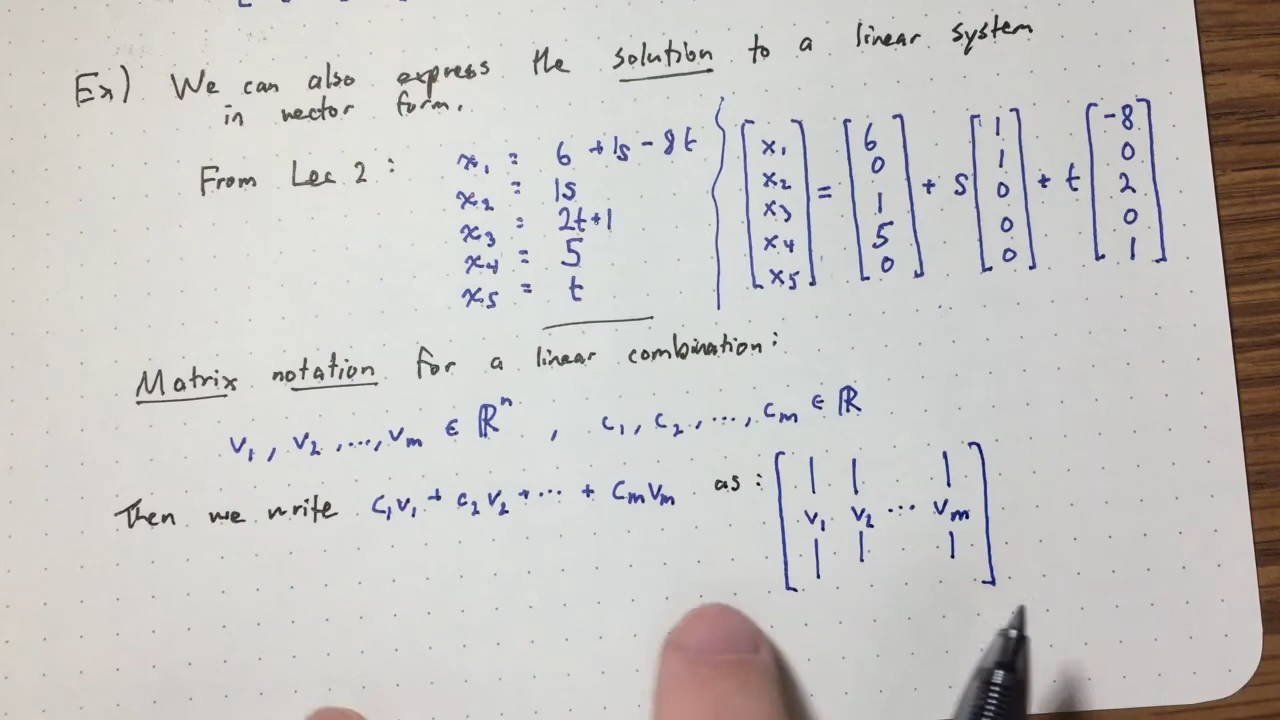 Ex) We can also express the solution to a linear system
in vector form.
From Lec 2:
x₁ = 6 + 1s - 8t
x₂ = 1s
x₃ = 2t+1
x₄ = 5
x₅ = t
[x₁ x₂ x₃ x₄ x₅] = [6 0 1 5 0] + s [1 1 0 0 0] + t [-8 0 2 0 1]
Matrix notation for a linear combination:
v₁, v₂, ..., vₘ ∈ ℝⁿ, c₁, c₂, ..., cₘ ∈ ℝ
Then we write c₁v₁ + c₂v₂ + ... + cₘvₘ as: [v₁ v₂ ... vₘ]